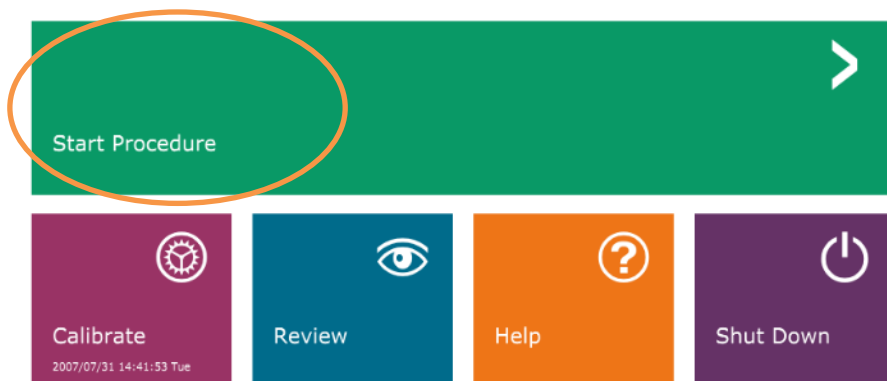 Start Procedure
Calibrate
2007/07/31 14:41:53 Tue
Review
Help
Shut Down